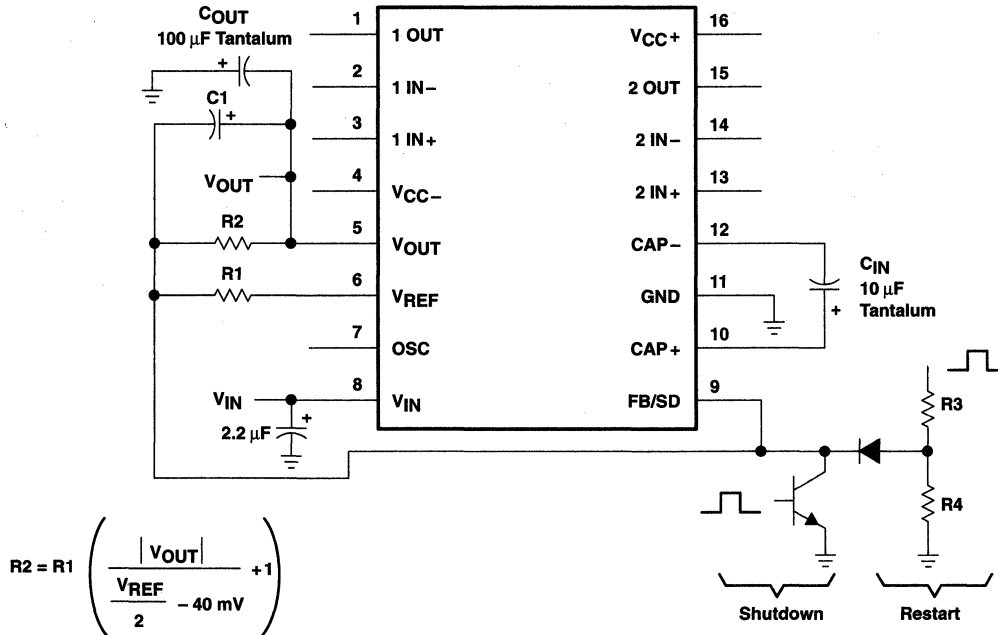 COUT
100 µF Tantalum
+
C1
+
VOUT
R2
R1
VIN
+
2.2 µF
1
2
3
4
5
6
7
8
1 OUT
1 IN−
1 IN+
VCC−
VOUT
VREF
OSC
VIN
VCC+
2 OUT
2 IN−
2 IN+
CAP−
GND
CAP+
FB/SD
16
15
14
13
12
11
10
9
CIN
10 µF
Tantalum
+
R3
R4
Shutdown
Restart
R2 = R1 ( |VOUT| / (VREF / 2 − 40 mV) + 1 )